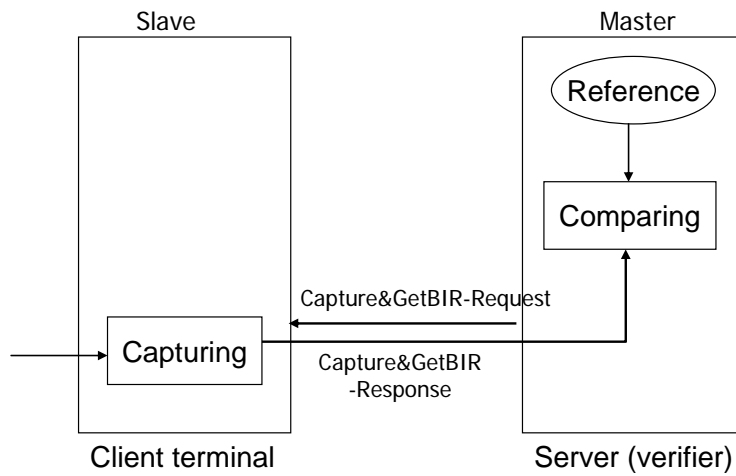 Slave
Master
Reference
Comparing
Capture&GetBIR-Request
Capturing
Capture&GetBIR
-Response
Client terminal
Server (verifier)